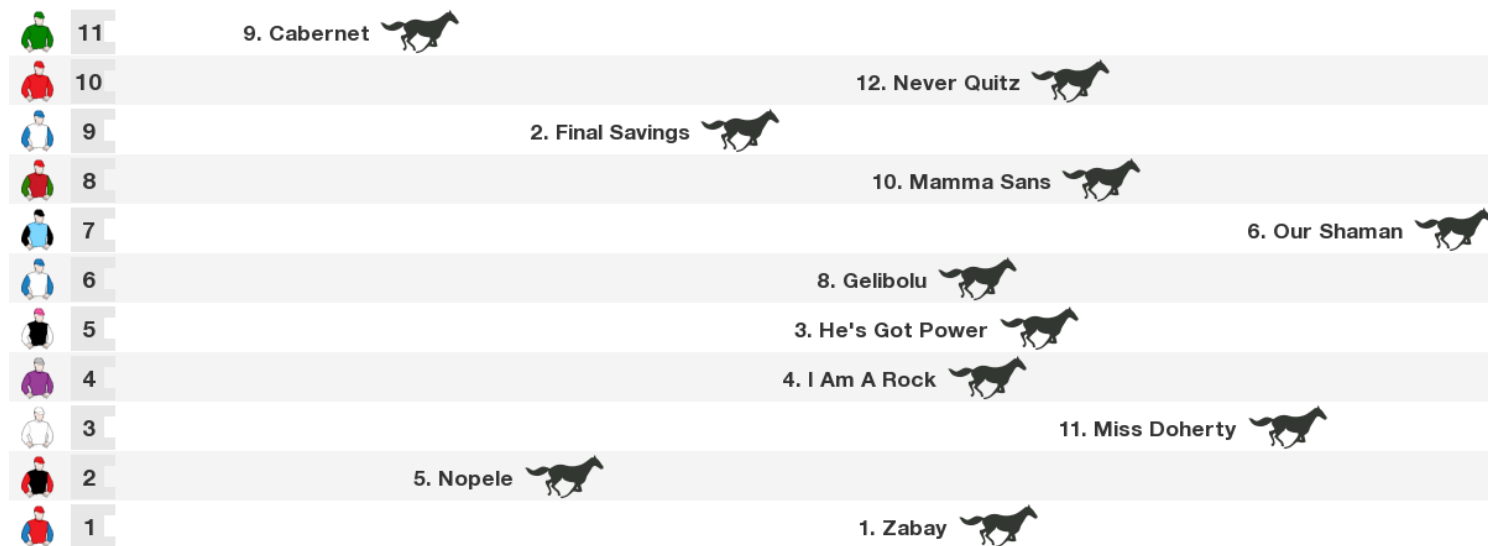 11 9. Cabernet
10 12. Never Quitz
9 2. Final Savings
8 10. Mamma Sans
7 6. Our Shaman
6 8. Gelibolu
5 3. He's Got Power
4 4. I Am A Rock
3 11. Miss Doherty
2 5. Nopele
1 1. Zabay